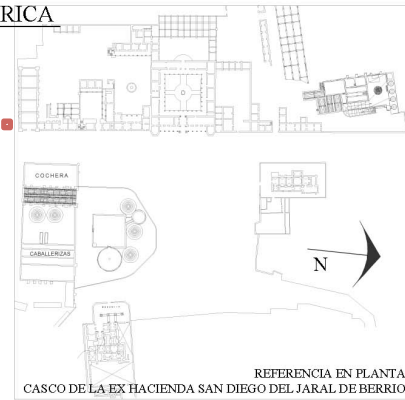 RICA
COCHERA
CABALLERIZAS
N
REFERENCIA EN PLANTA
CASCO DE LA EX HACIENDA SAN DIEGO DEL JARAL DE BERRIO